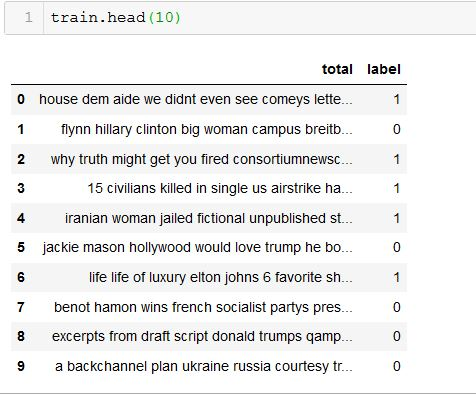 1 train.head(10)
total label
0 house dem aide we didnt even see comeys lette... 1
1 flynn hillary clinton big woman campus breitb... 0
2 why truth might get you fired consortiumnewsc... 1
3 15 civilians killed in single us airstrike ha... 1
4 iranian woman jailed fictional unpublished st... 1
5 jackie mason hollywood would love trump he bo... 0
6 life life of luxury elton johns 6 favorite sh... 1
7 benot hamon wins french socialist partys pres... 0
8 excerpts from draft script donald trumps qamp... 0
9 a backchannel plan ukraine russia courtesy tr... 0